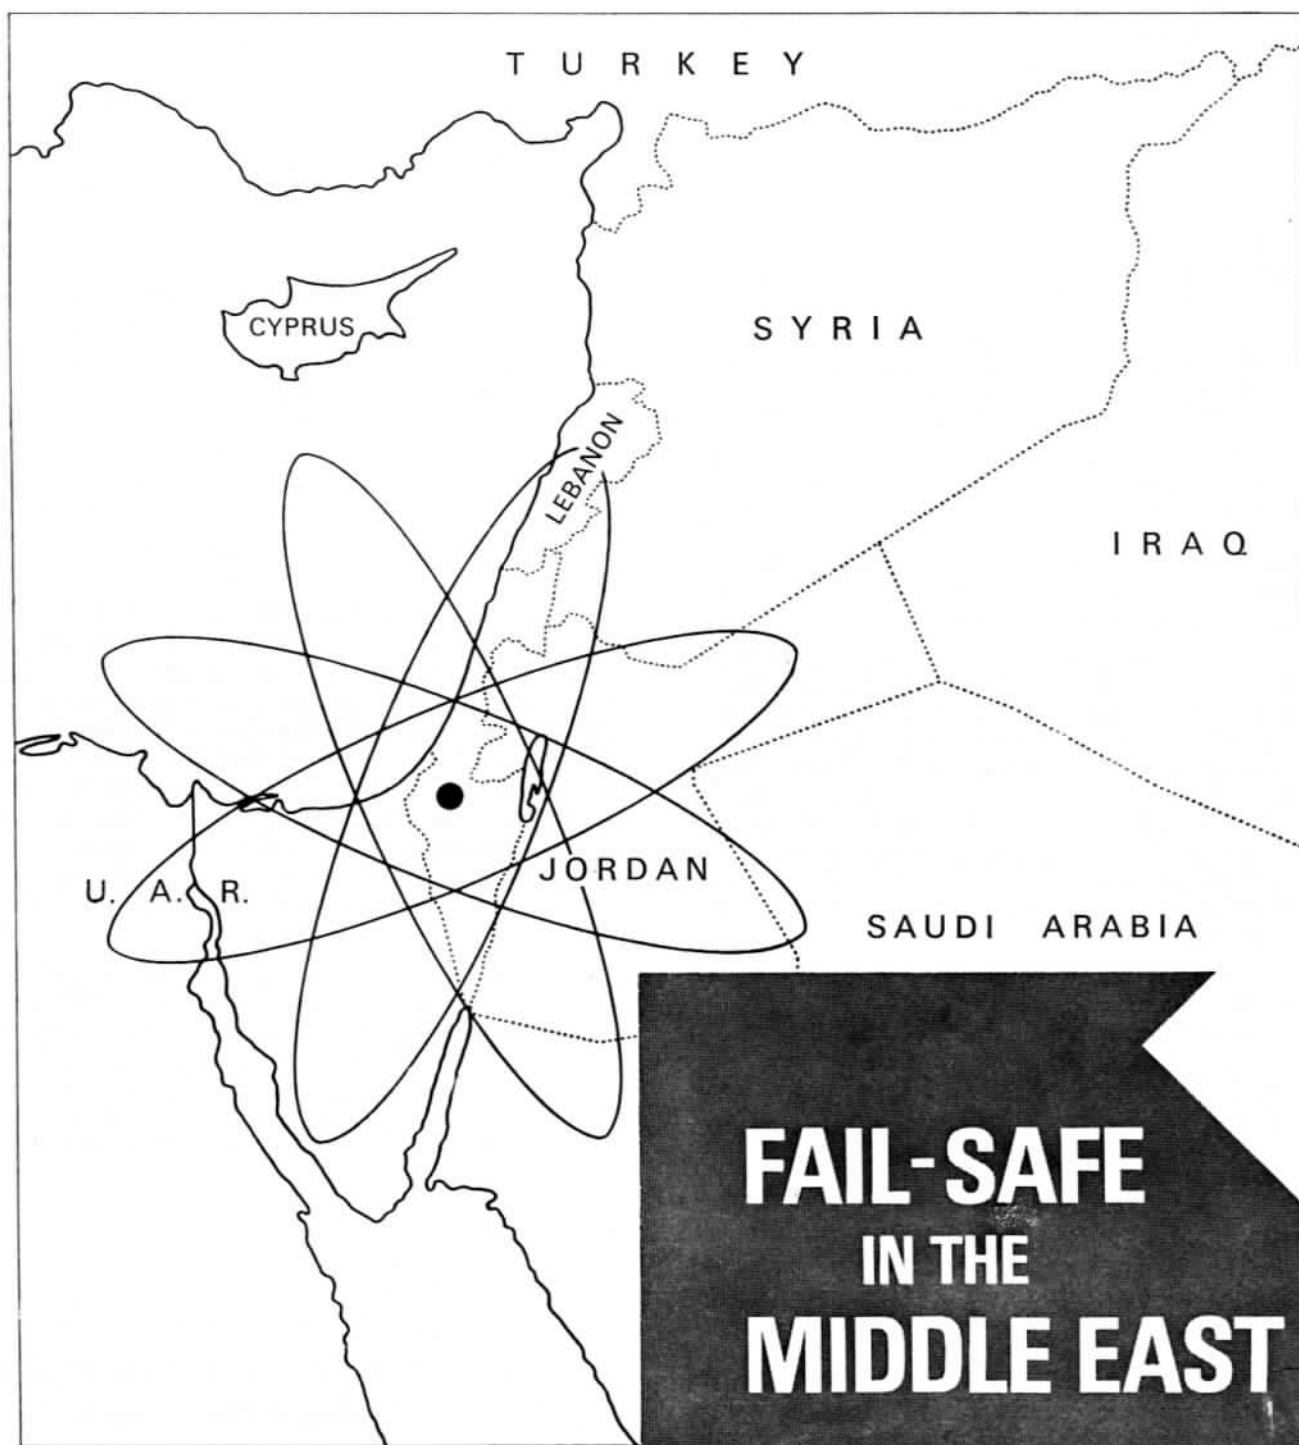 TURKEY
CYPRUS
SYRIA
LEBANON
IRAQ
U. A. R.
JORDAN
SAUDI ARABIA
FAIL-SAFE
IN THE
MIDDLE EAST